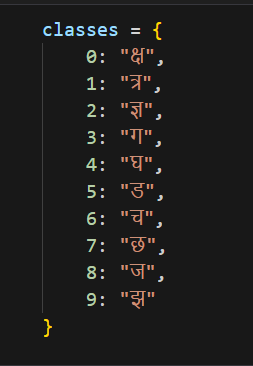 classes = {
    0: "क्ष",
    1: "त्र",
    2: "ज्ञ",
    3: "ग",
    4: "घ",
    5: "ड",
    6: "च",
    7: "छ",
    8: "ज",
    9: "झ"
}